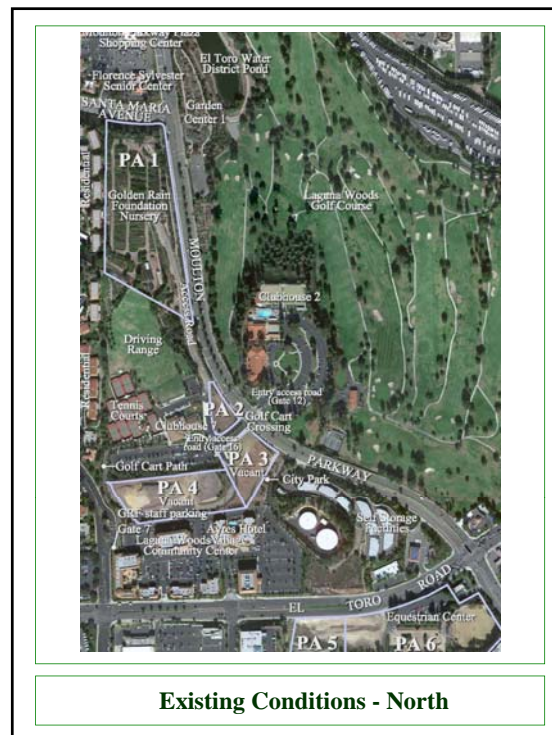 Moulton Parkway Plaza
Shopping Center
El Toro Water
District Pond
Florence Sylvester
Senior Center
SANTA MARIA
AVENUE
Garden
Center 1
PA 1
Residential
Golden Rain
Foundation
Nursery
Laguna Woods
Golf Course
MOULTON
Access Road
Clubhouse 2
Driving
Range
Residential
Entry access road
(Gate 12)
PA 2
Tennis
Courts
Golf Cart
Crossing
Clubhouse
Entry access
road (Gate 16)
PA 3
Vacant
PARKWAY
Golf Cart Path
City Park
PA 4
Vacant
GRF staff parking
Self Storage
Facilities
Gate 7
Ayres Hotel
Laguna Woods Village
Community Center
EL TORO ROAD
Equestrian Center
PA 5
PA 6
Existing Conditions - North